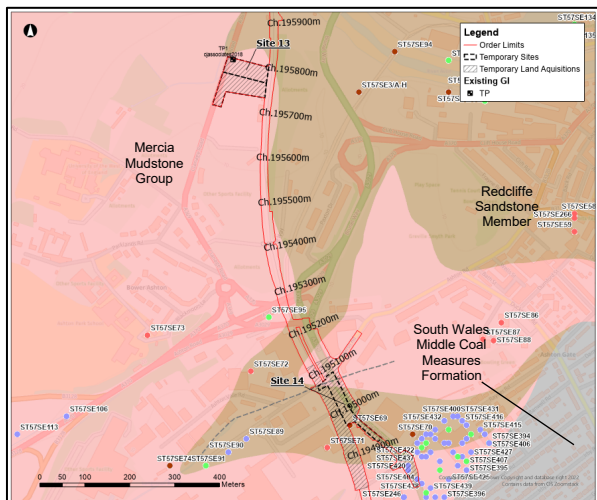 Ch.195900m
ST57SE134
Legend
Order Limits
Temporary Sites
Temporary Land Aquisitions
Existing GI
TP
TP1
Site 13
ST57SE94
Ch.195800m
ST57SE3/A-H
Ch.195700m
Mercia
Mudstone
Group
Ch.195600m
Redcliffe
Sandstone
Member
ST57SE58
ST57SE266
ST57SE59
Ch.195500m
Ch.195400m
Ch.195300m
ST57SE95
Ch.195200m
ST57SE73
ST57SE86
ST57SE87
ST57SE88
South Wales
Middle Coal
Measures
Formation
Ch.195100m
ST57SE72
Site 14
Ch.195000m
ST57SE106
ST57SE69
ST57SE400
ST57SE431
ST57SE432
ST57SE416
ST57SE70
ST57SE415
ST57SE113
ST57SE89
ST57SE394
ST57SE71
Ch.194900m
ST57SE406
ST57SE90
ST57SE422
ST57SE427
ST57SE437
ST57SE407
ST57SE74
ST57SE91
ST57SE420
ST57SE395
0 100 200 300 400
Meters
ST57SE439
ST57SE246
ST57SE396